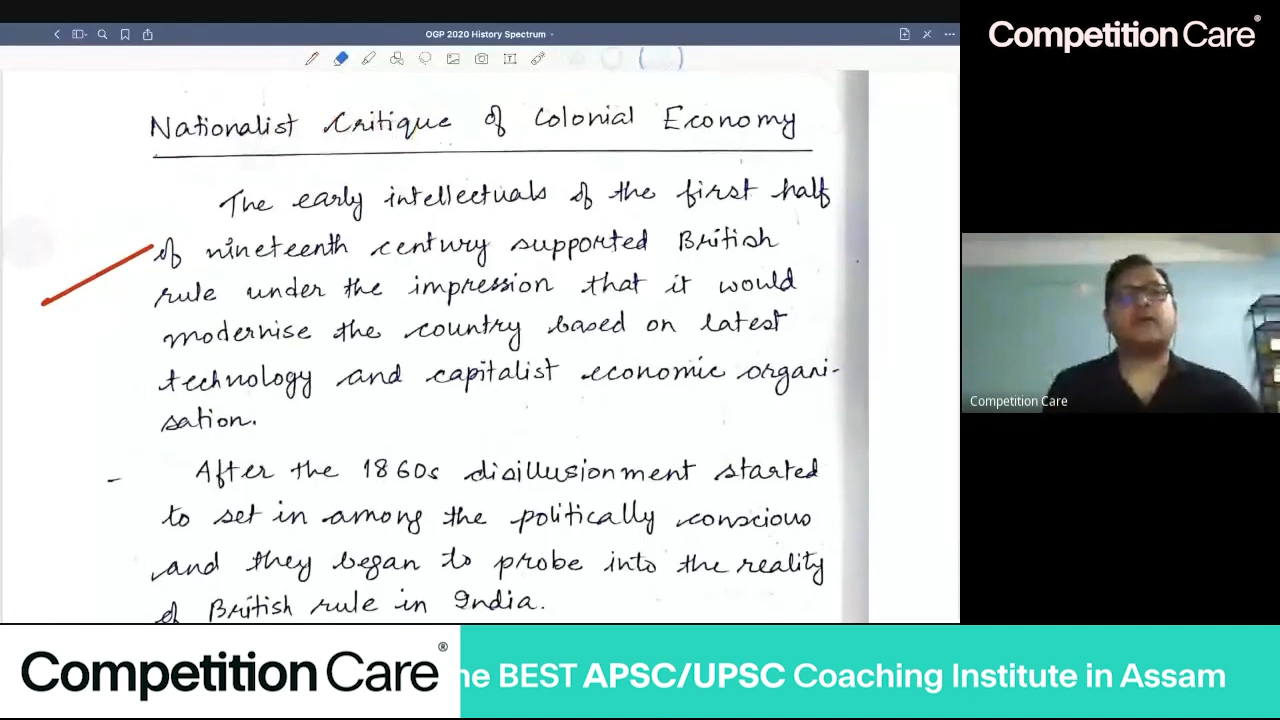 OGP 2020 History Spectrum
Competition Care®
Nationalist Critique of Colonial Economy
The early intellectuals of the first half
of nineteenth century supported British
rule under the impression that it would
modernise the country based on latest
technology and capitalist economic organi-
sation.
- After the 1860s disillusionment started
to set in among the politically conscious
and they began to probe into the reality
of British rule in India.
Competition Care
Competition Care®
he BEST APSC/UPSC Coaching Institute in Assam